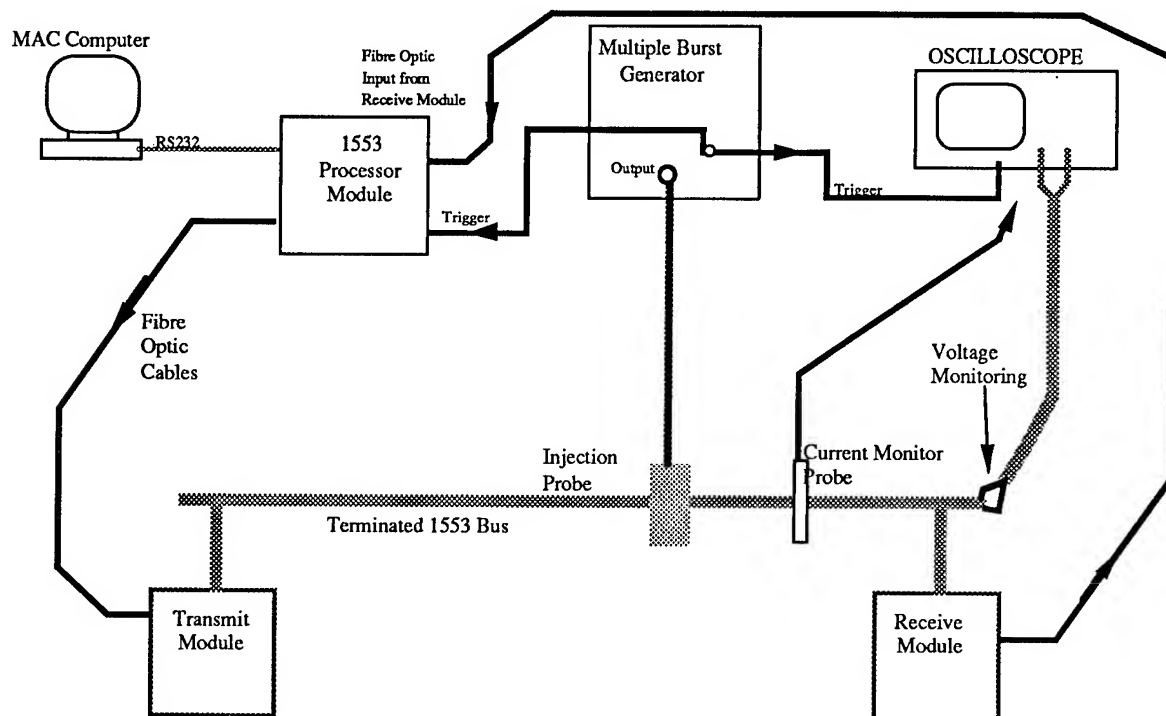 MAC Computer
RS232
1553
Processor
Module
Fibre Optic
Input from
Receive Module
Multiple Burst
Generator
Output
Trigger
OSCILLOSCOPE
Trigger
Fibre
Optic
Cables
Voltage
Monitoring
Injection
Probe
Current Monitor
Probe
Terminated 1553 Bus
Transmit
Module
Receive
Module